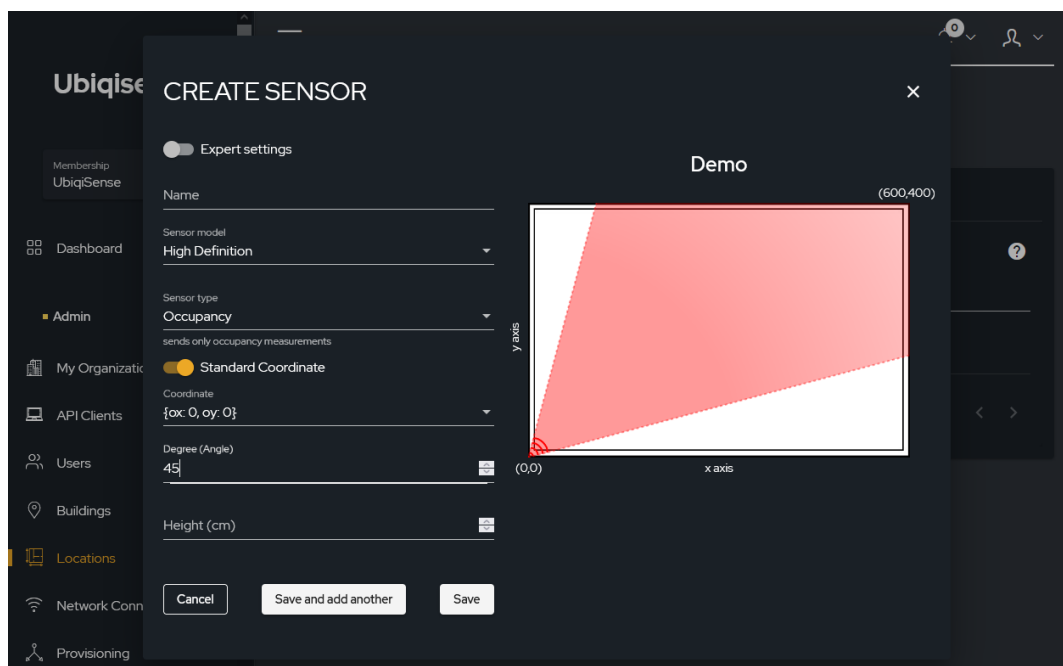 0
Ubiqise
Membership
UbiqiSense
Dashboard
Admin
My Organizatio
API Clients
Users
Buildings
Locations
Network Conn
Provisioning
CREATE SENSOR
×
Expert settings
Name
Sensor model
High Definition
Sensor type
Occupancy
sends only occupancy measurements
Standard Coordinate
Coordinate
{ox: 0, oy: 0}
Degree (Angle)
45
Height (cm)
Cancel
Save and add another
Save
Demo
(600,400)
y axis
(0,0)
x axis
?